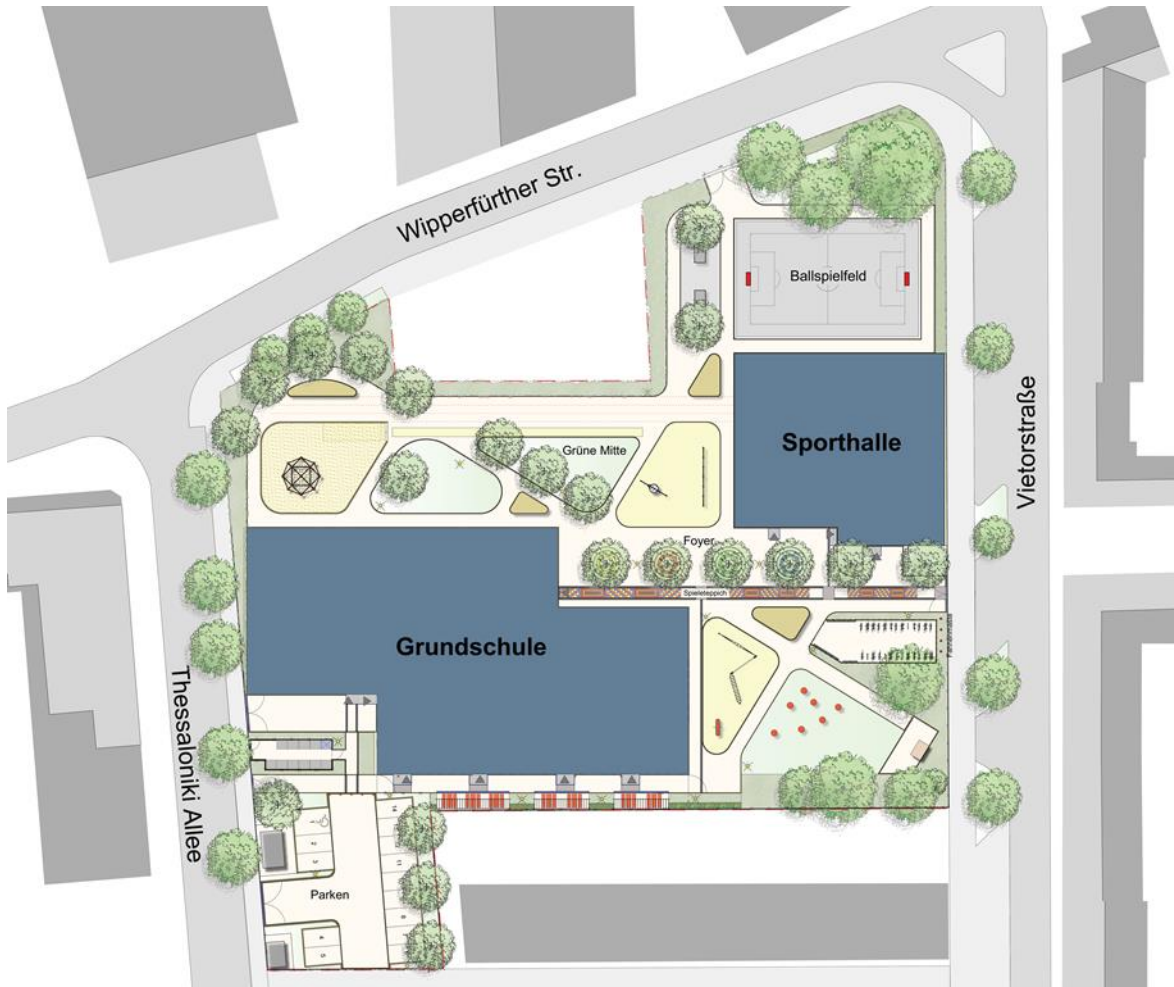 Wipperfürther Str.
Ballspielfeld
Sporthalle
Vietorstraße
Grüne Mitte
Foyer
Spieleteppich
Grundschule
Thessaloniki Allee
Parken